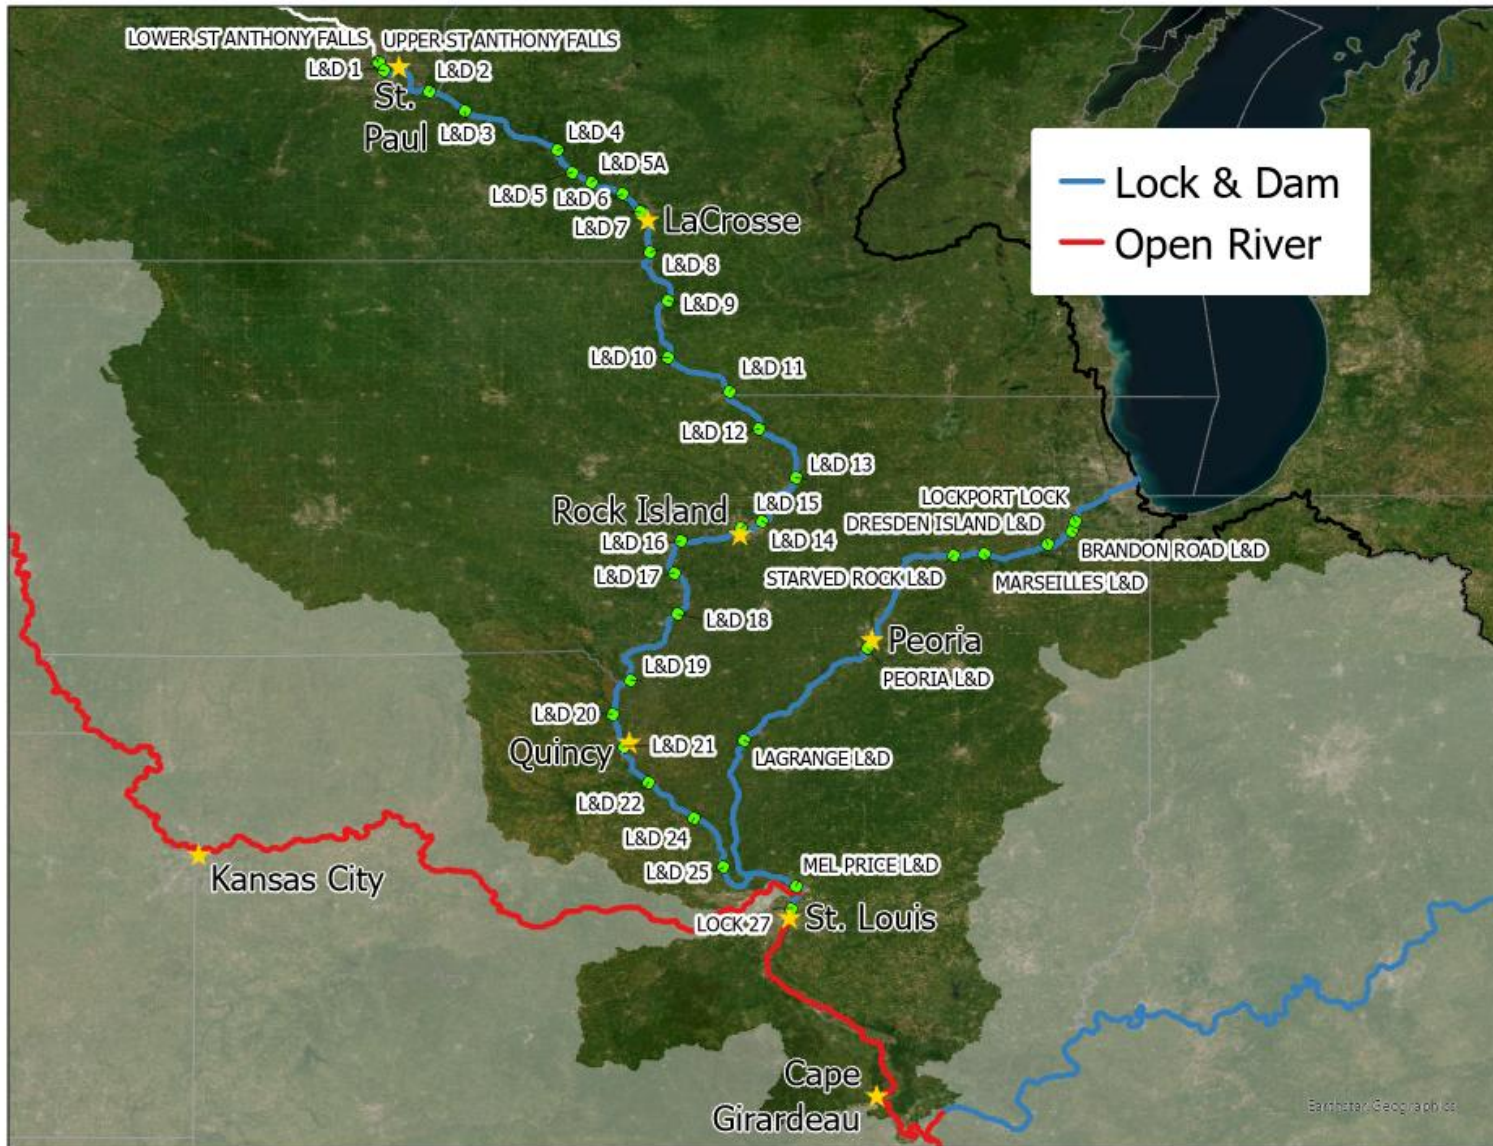 LOWER ST ANTHONY FALLS
UPPER ST ANTHONY FALLS
L&D 1
L&D 2
St.
Paul
L&D 3
L&D 4
L&D 5A
L&D 5
L&D 6
L&D 7
LaCrosse
Lock & Dam
Open River
L&D 8
L&D 9
L&D 10
L&D 11
L&D 12
L&D 13
LOCKPORT LOCK
L&D 15
Rock Island
DRESDEN ISLAND L&D
L&D 16
L&D 14
BRANDON ROAD L&D
L&D 17
STARVED ROCK L&D
MARSEILLES L&D
L&D 18
Peoria
L&D 19
PEORIA L&D
L&D 20
Quincy
L&D 21
LAGRANGE L&D
L&D 22
L&D 24
MEL PRICE L&D
L&D 25
Kansas City
LOCK 27
St. Louis
Cape
Girardeau
Earthstar Geographics